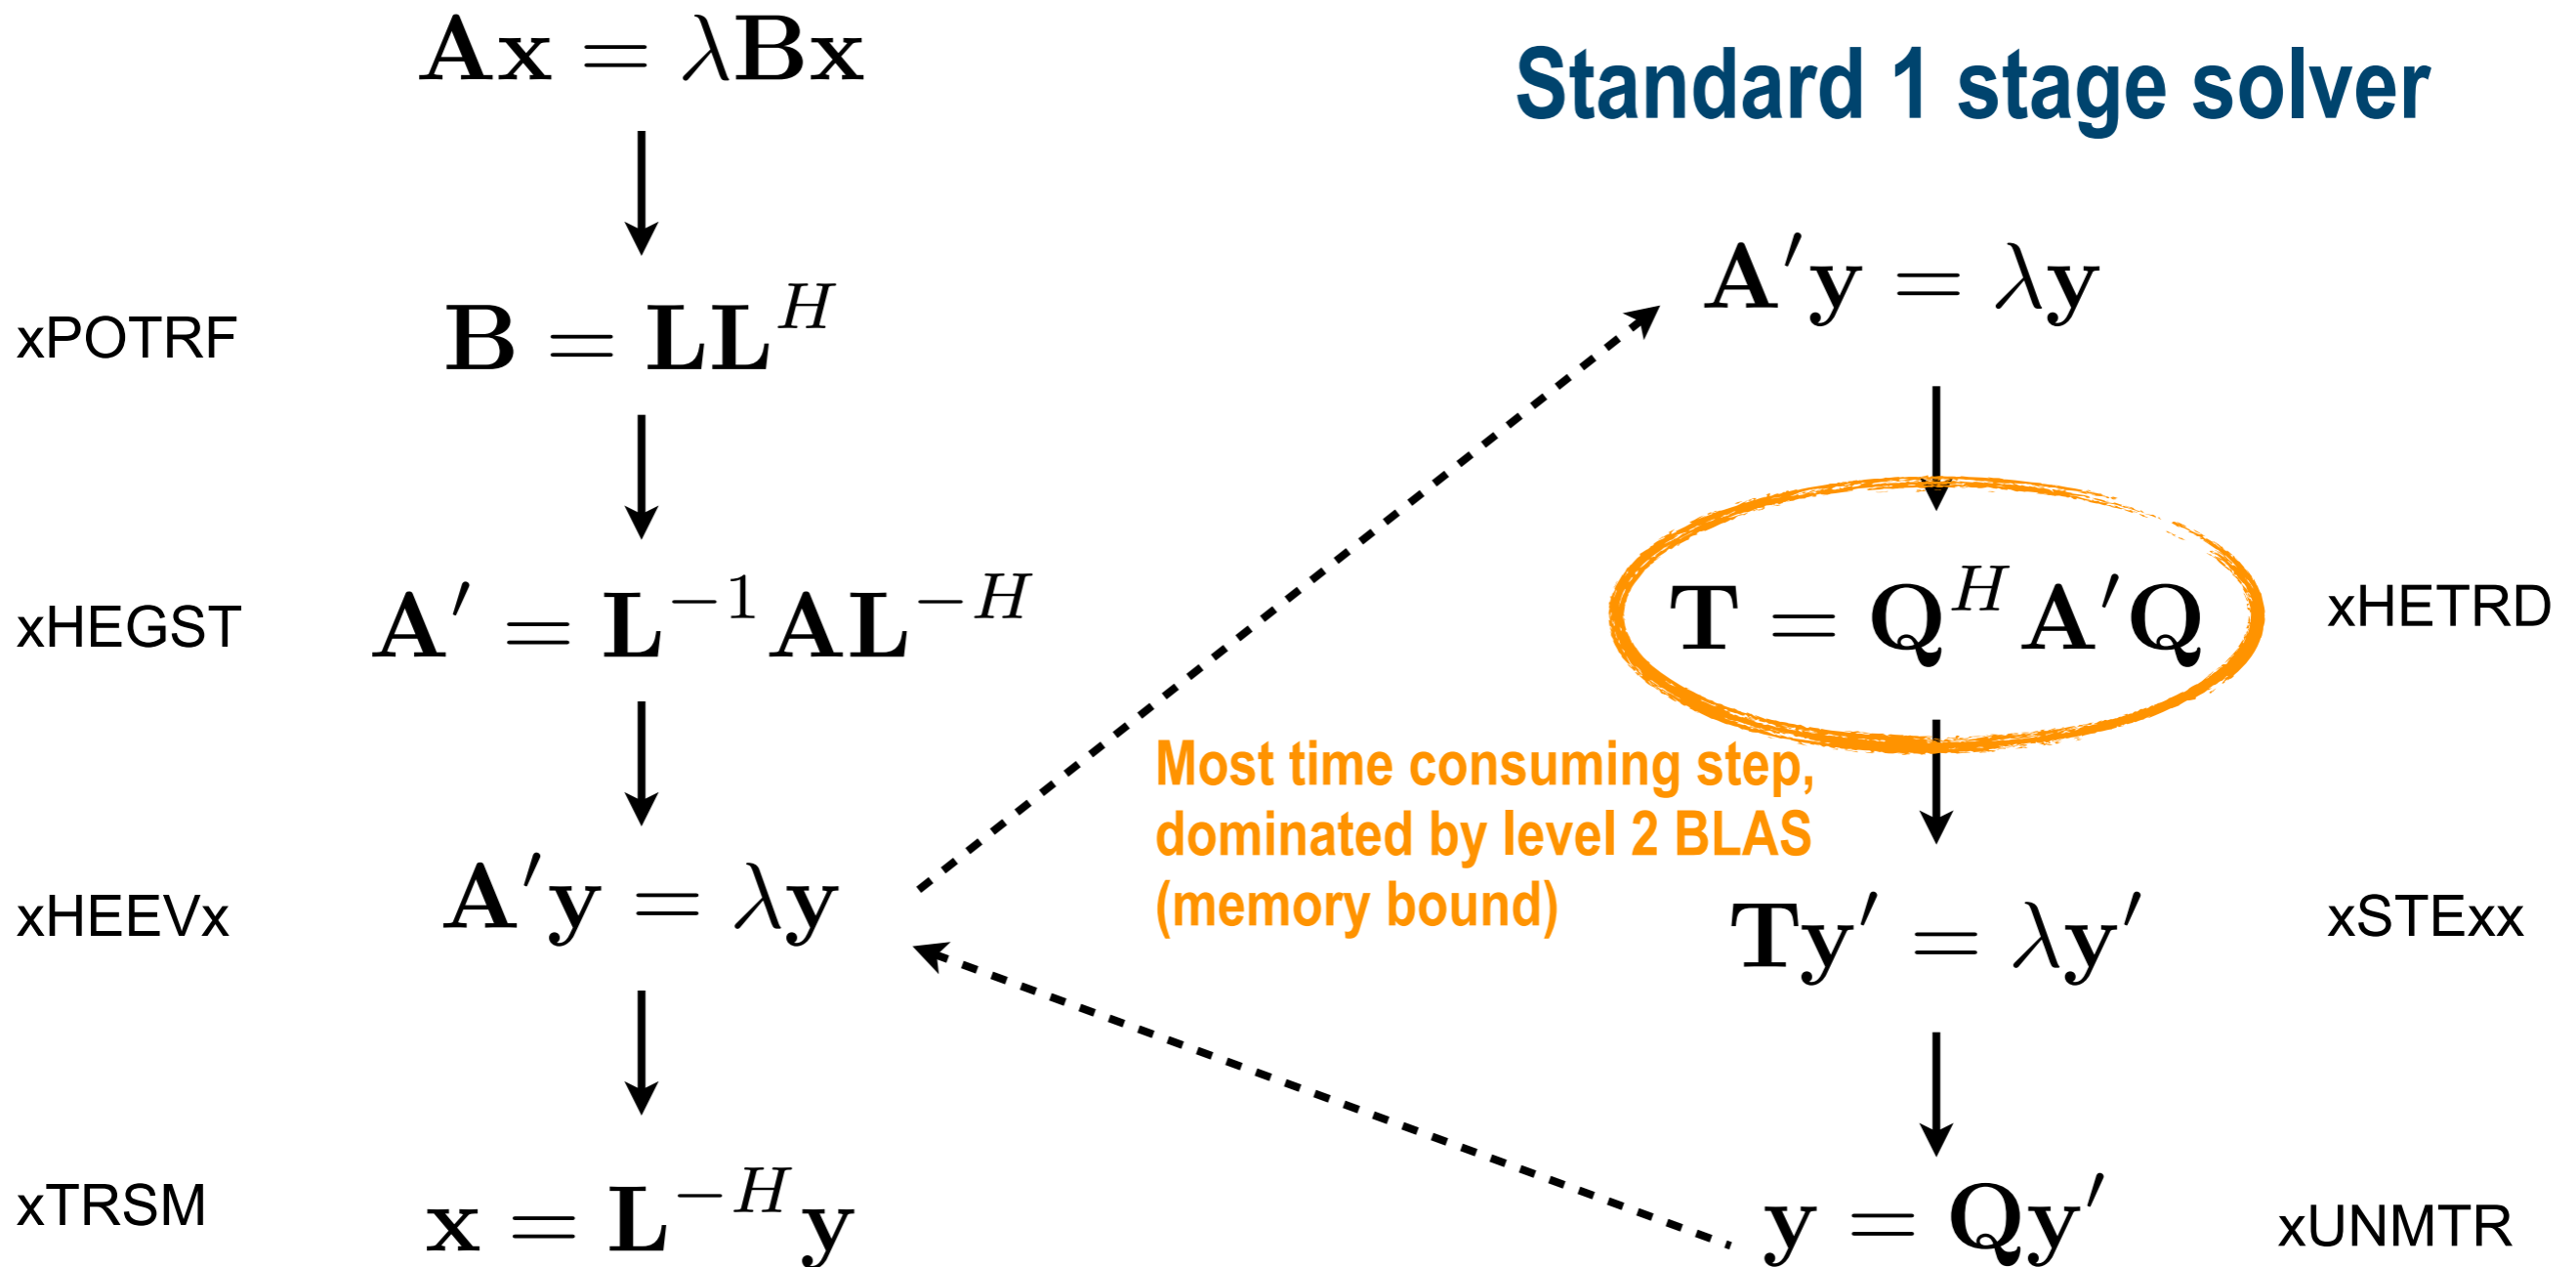 Ax = λBx
Standard 1 stage solver
xPOTRF
B = LL^H
xHEGST
A′ = L^{−1}AL^{−H}
xHEEVx
A′y = λy
xTRSM
x = L^{−H}y
A′y = λy
T = Q^H A′Q
xHETRD
Most time consuming step,
dominated by level 2 BLAS
(memory bound)
Ty′ = λy′
xSTExx
y = Qy′
xUNMTR